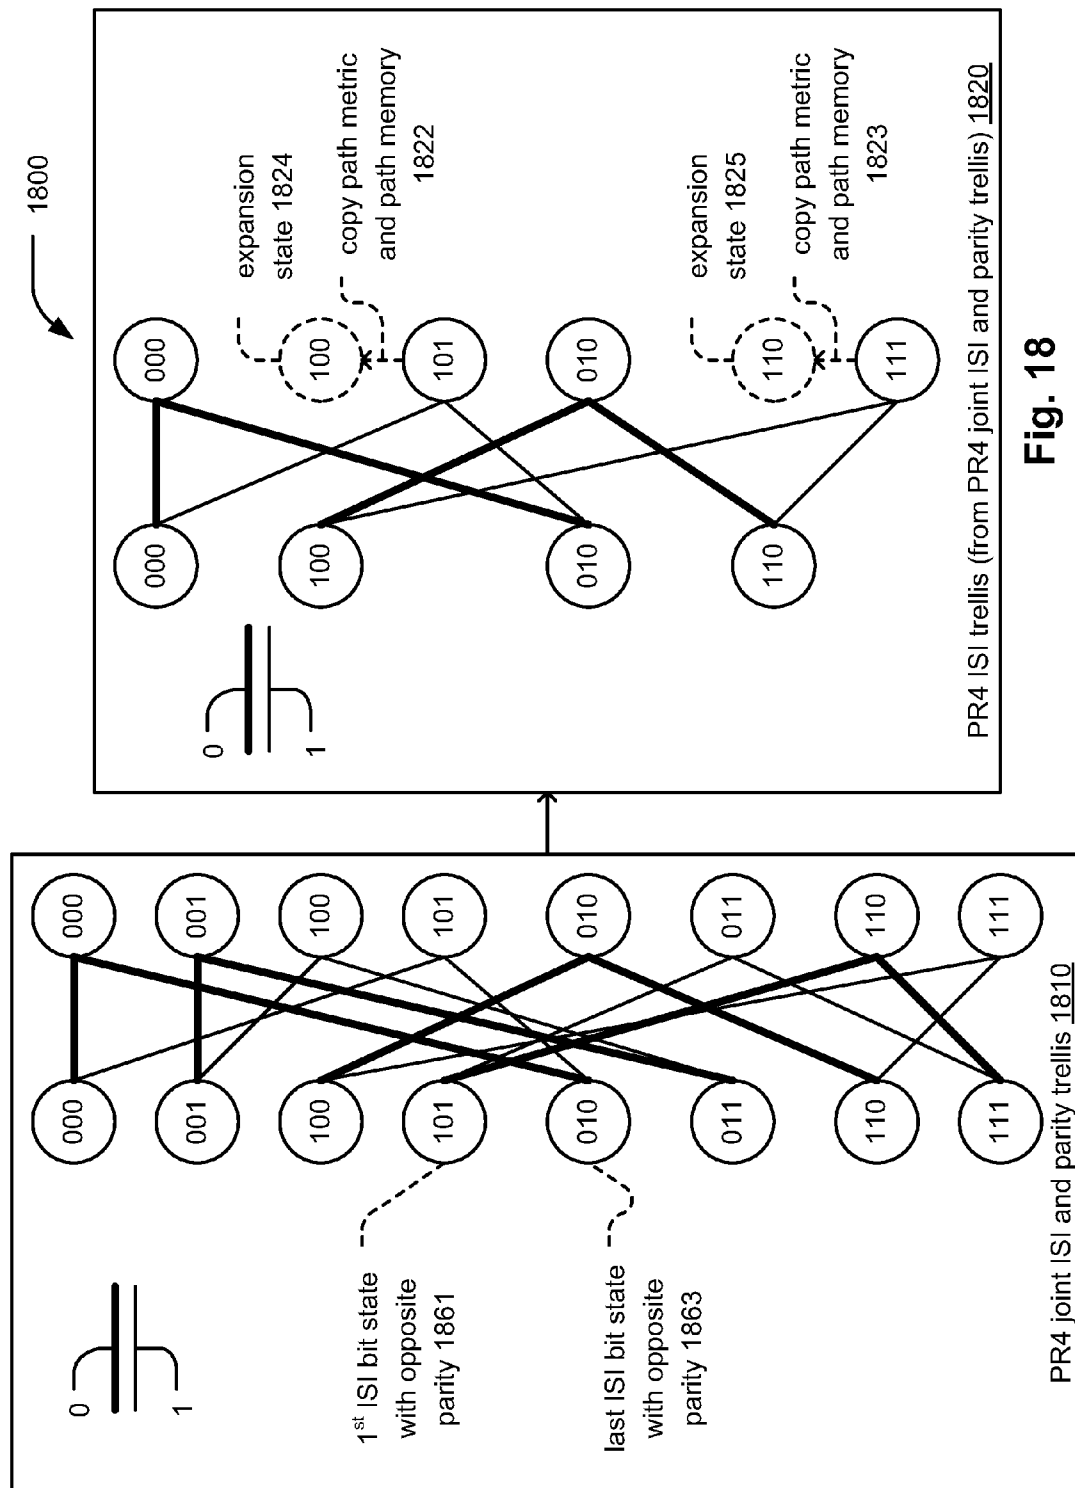 1800
0
1
000
001
100
101
010
011
110
111
000
001
100
101
010
011
110
111
1st ISI bit state
with opposite
parity 1861
last ISI bit state
with opposite
parity 1863
PR4 joint ISI and parity trellis 1810
0
1
000
100
010
110
000
100
101
010
110
111
expansion
state 1824
copy path metric
and path memory
1822
expansion
state 1825
copy path metric
and path memory
1823
PR4 ISI trellis (from PR4 joint ISI and parity trellis) 1820
Fig. 18